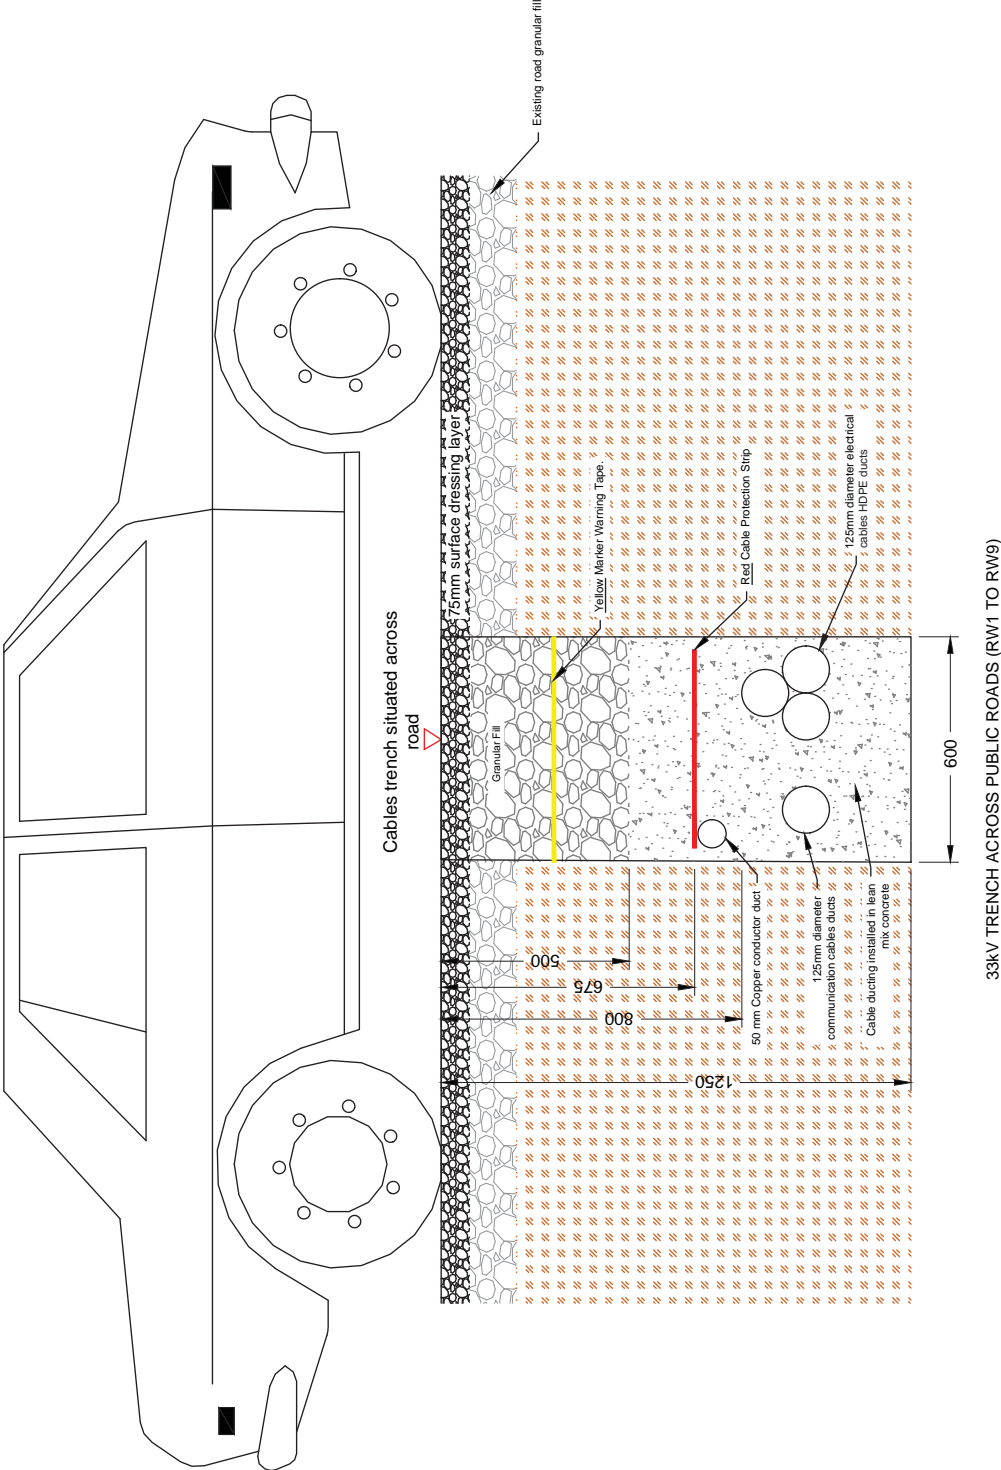 Existing road granular fill
75mm surface dressing layer
Cables trench situated across
road
Granular Fill
Yellow Marker Warning Tape.
Red Cable Protection Strip
125mm diameter electrical
cables HDPE ducts
500
675
800
1250
600
50 mm Copper conductor duct
125mm diameter
communication cables ducts
Cable ducting installed in lean
mix concrete
33kV TRENCH ACROSS PUBLIC ROADS (RW1 TO RW9)